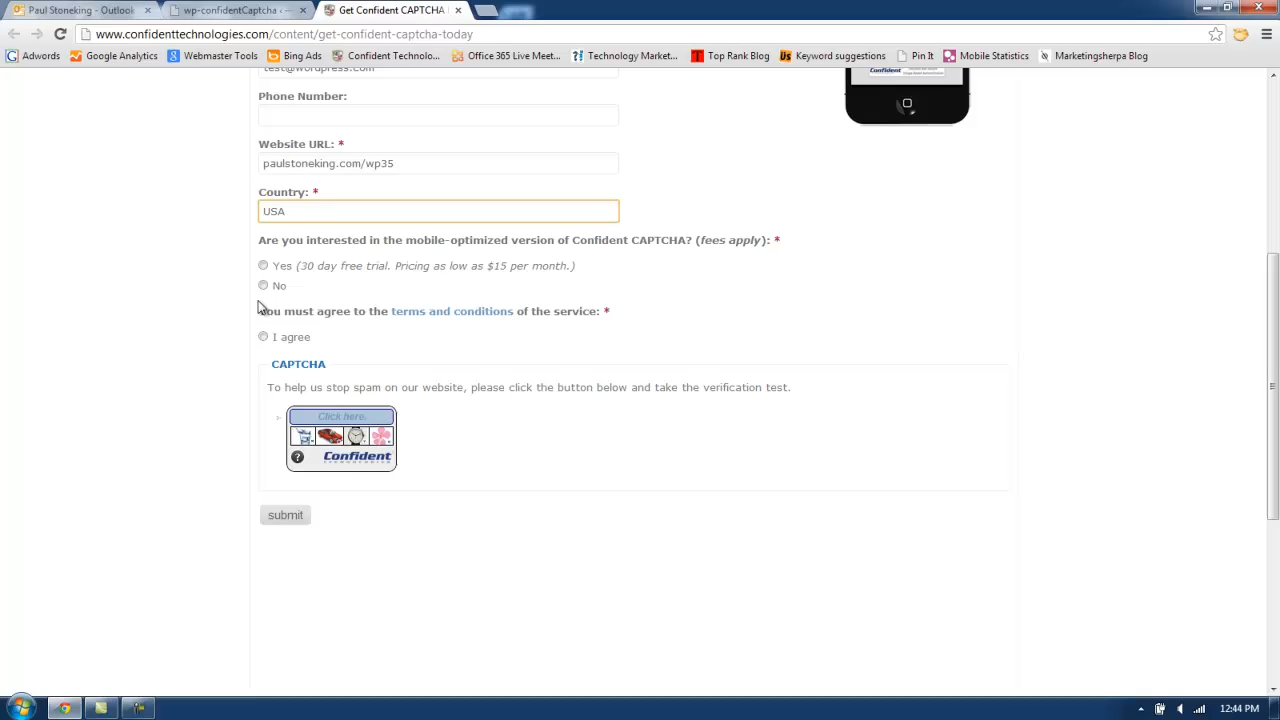 Paul Stoneking - Outlook
wp-confidentCaptcha ‹
Get Confident CAPTCHA
www.confidenttechnologies.com/content/get-confident-captcha-today
Adwords Google Analytics Webmaster Tools Bing Ads Confident Technolo... Office 365 Live Meet... Technology Market... Top Rank Blog Keyword suggestions Pin It Mobile Statistics Marketingsherpa Blog
test@wordpress.com
Confident
Phone Number:
Website URL: *
paulstoneking.com/wp35
Country: *
USA
Are you interested in the mobile-optimized version of Confident CAPTCHA? (fees apply): *
Yes (30 day free trial. Pricing as low as $15 per month.)
No
You must agree to the terms and conditions of the service: *
I agree
CAPTCHA
To help us stop spam on our website, please click the button below and take the verification test.
Click here.
? Confident
submit
12:44 PM